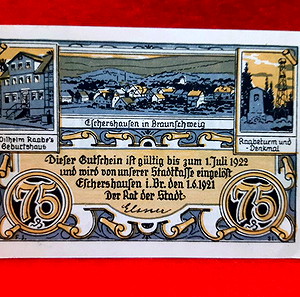 Eschershausen in Braunschweig
Wilhelm Raabe's
Geburtshaus
Raabeturm und
-Denkmal
Dieser Gutschein ist gültig bis zum 1. Juli 1922
und wird von unserer Stadtkasse eingelöst
Eschershausen i. Br. d. 1.6.1921
Der Rat der Stadt
75
75